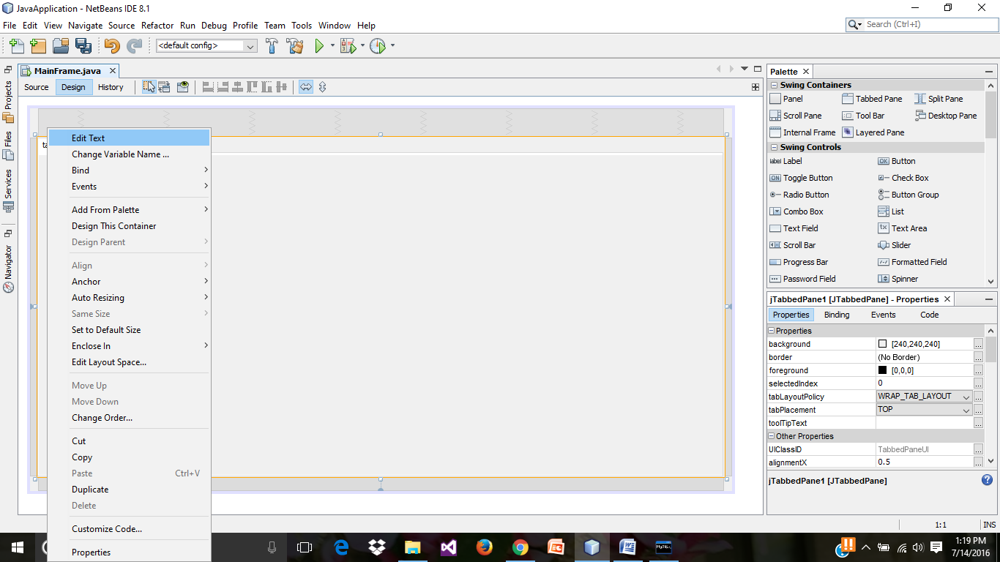 JavaApplication - NetBeans IDE 8.1
File Edit View Navigate Source Refactor Run Debug Profile Team Tools Window Help
Search (Ctrl+I)
<default config>
Projects
Files
Services
Navigator
MainFrame.java
Source Design History
Edit Text
Change Variable Name ...
Bind
Events
Add From Palette
Design This Container
Design Parent
Align
Anchor
Auto Resizing
Same Size
Set to Default Size
Enclose In
Edit Layout Space...
Move Up
Move Down
Change Order...
Cut
Copy
Paste Ctrl+V
Duplicate
Delete
Customize Code...
Properties
Palette
Swing Containers
Panel Tabbed Pane Split Pane
Scroll Pane Tool Bar Desktop Pane
Internal Frame Layered Pane
Swing Controls
label Label OK Button
ON Toggle Button Check Box
Radio Button Button Group
Combo Box List
Text Field Text Area
Scroll Bar Slider
Progress Bar Formatted Field
Password Field Spinner
jTabbedPane1 [JTabbedPane] - Properties
Properties Binding Events Code
Properties
background [240,240,240] ...
border (No Border) ...
foreground [0,0,0] ...
selectedIndex 0 ...
tabLayoutPolicy WRAP_TAB_LAYOUT ...
tabPlacement TOP ...
toolTipText ...
Other Properties
UIClassID TabbedPaneUI ...
alignmentX 0.5 ...
jTabbedPane1 [JTabbedPane]
1:1 INS
1:19 PM
7/14/2016